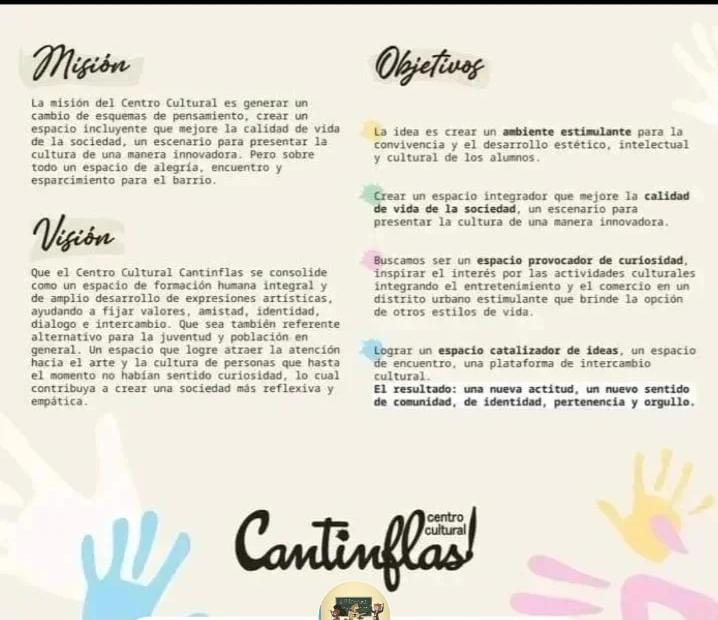 Misión
La misión del Centro Cultural es generar un
cambio de esquemas de pensamiento, crear un
espacio incluyente que mejore la calidad de vida
de la sociedad, un escenario para presentar la
cultura de una manera innovadora. Pero sobre
todo un espacio de alegría, encuentro y
esparcimiento para el barrio.
Visión
Que el Centro Cultural Cantinflas se consolide
como un espacio de formación humana integral y
de amplio desarrollo de expresiones artísticas,
ayudando a fijar valores, amistad, identidad,
dialogo e intercambio. Que sea también referente
alternativo para la juventud y población en
general. Un espacio que logre atraer la atención
hacia el arte y la cultura de personas que hasta
el momento no habían sentido curiosidad, lo cual
contribuya a crear una sociedad más reflexiva y
empática.
Objetivos
La idea es crear un ambiente estimulante para la
convivencia y el desarrollo estético, intelectual
y cultural de los alumnos.
Crear un espacio integrador que mejore la calidad
de vida de la sociedad, un escenario para
presentar la cultura de una manera innovadora.
Buscamos ser un espacio provocador de curiosidad,
inspirar el interés por las actividades culturales
integrando el entretenimiento y el comercio en un
distrito urbano estimulante que brinde la opción
de otros estilos de vida.
Lograr un espacio catalizador de ideas, un espacio
de encuentro, una plataforma de intercambio
cultural.
El resultado: una nueva actitud, un nuevo sentido
de comunidad, de identidad, pertenencia y orgullo.
centro
cultural
Cantinflas!